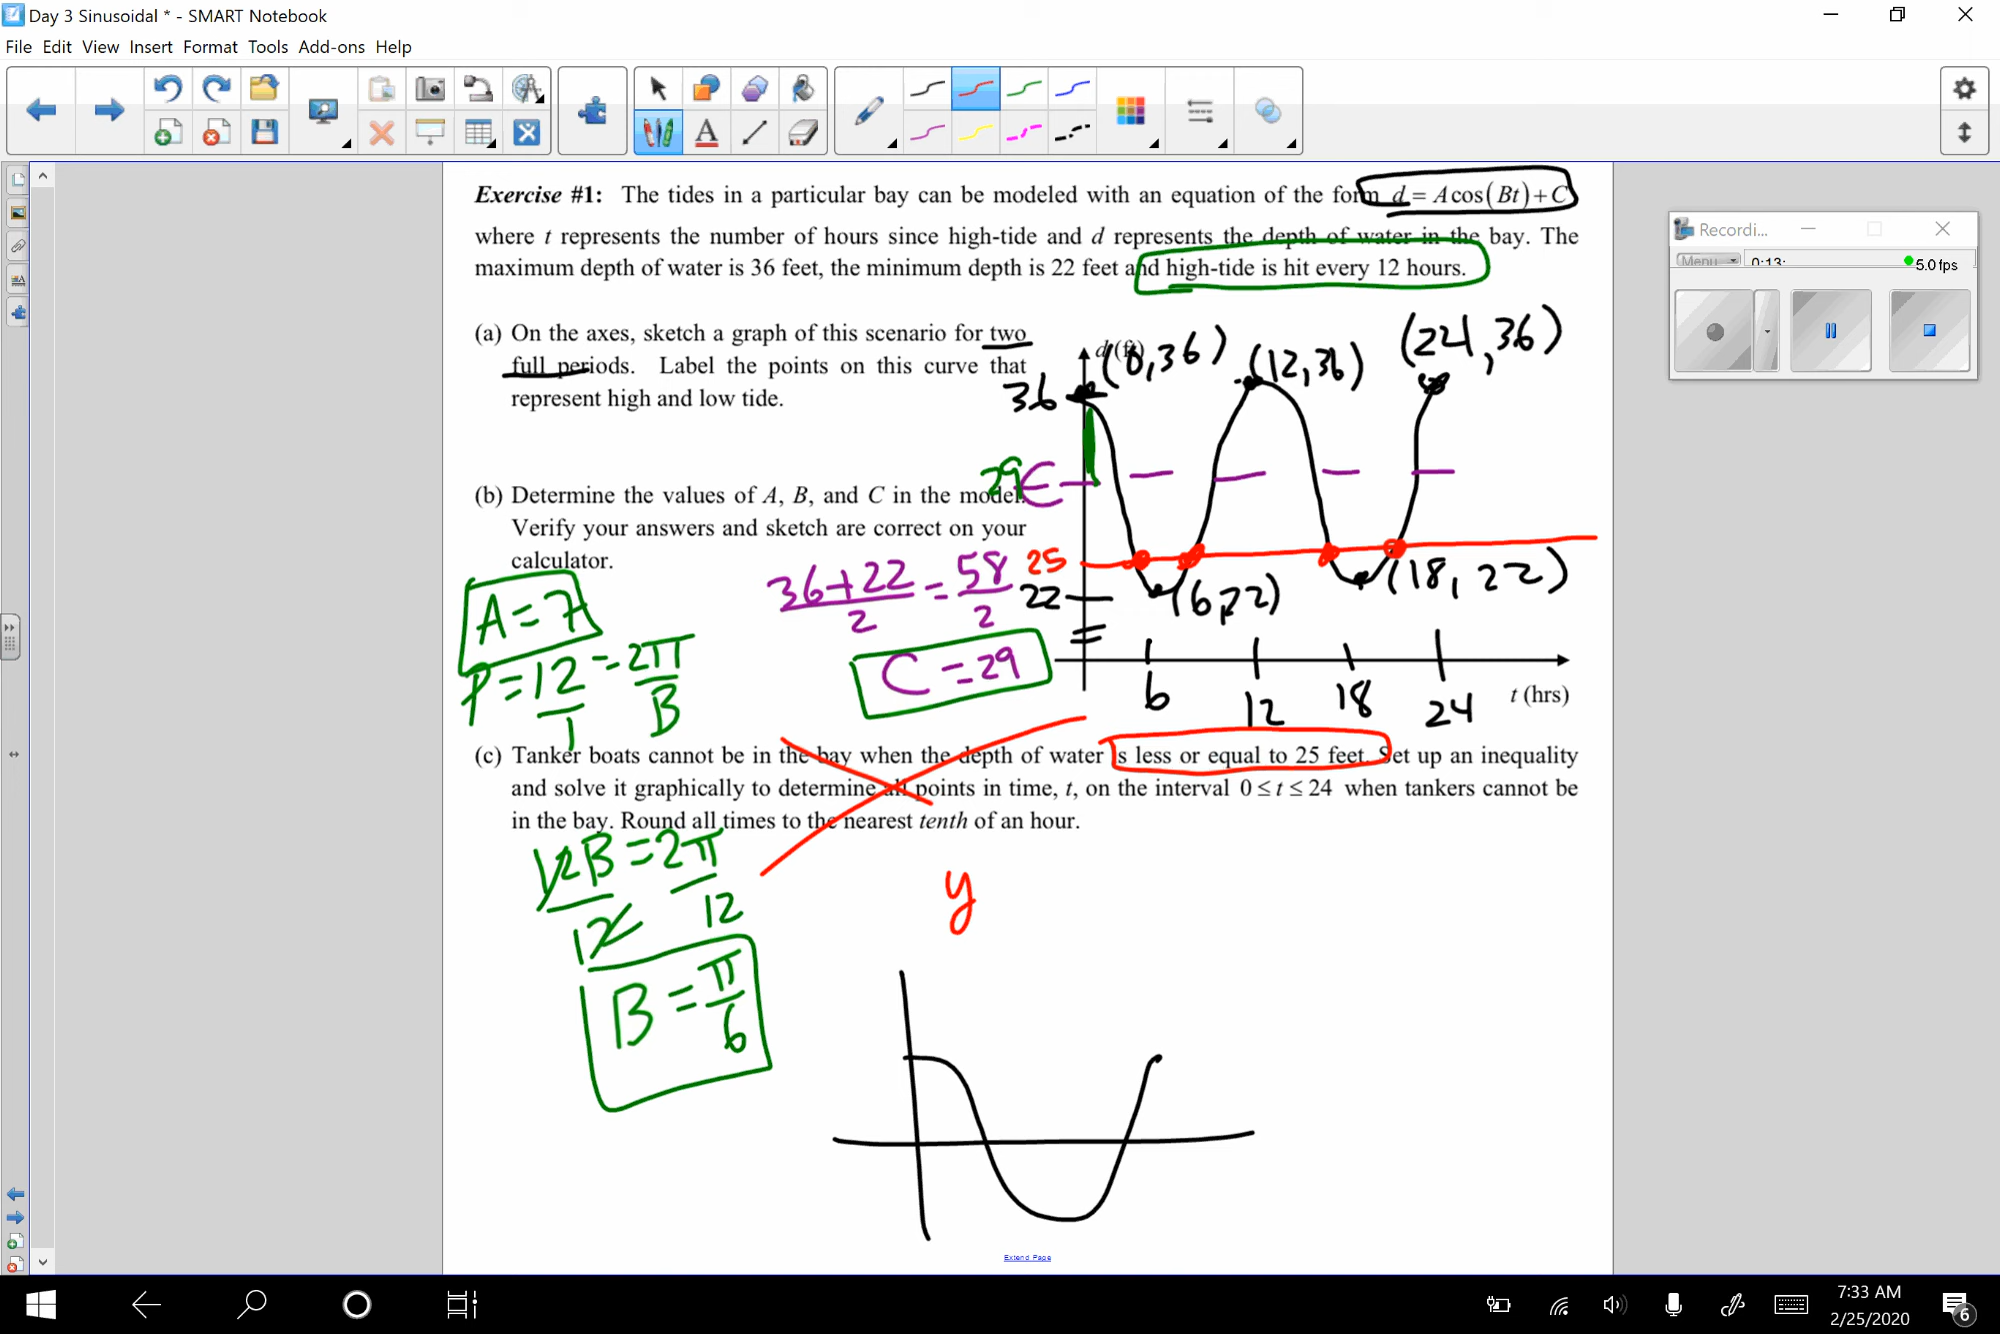 Day 3 Sinusoidal * - SMART Notebook
File Edit View Insert Format Tools Add-ons Help
Recordi...
Menu 0:13: 5.0 fps
Exercise #1: The tides in a particular bay can be modeled with an equation of the form d = A cos(Bt)+C
where t represents the number of hours since high-tide and d represents the depth of water in the bay. The
maximum depth of water is 36 feet, the minimum depth is 22 feet and high-tide is hit every 12 hours.
(a) On the axes, sketch a graph of this scenario for two
full periods. Label the points on this curve that
represent high and low tide.
d (ft)
(0,36)
(12,36)
(24,36)
36
29 C
(b) Determine the values of A, B, and C in the model.
Verify your answers and sketch are correct on your
calculator.
25
22
(6,22)
(18, 22)
6
12
18
24
t (hrs)
A = 7
36+22/2 = 58/2
C = 29
P = 12/1 = 2π/B
(c) Tanker boats cannot be in the bay when the depth of water is less or equal to 25 feet. Set up an inequality
and solve it graphically to determine all points in time, t, on the interval 0 ≤ t ≤ 24 when tankers cannot be
in the bay. Round all times to the nearest tenth of an hour.
12B/12 = 2π/12
y
B = π/6
Extend Page
7:33 AM
2/25/2020
6